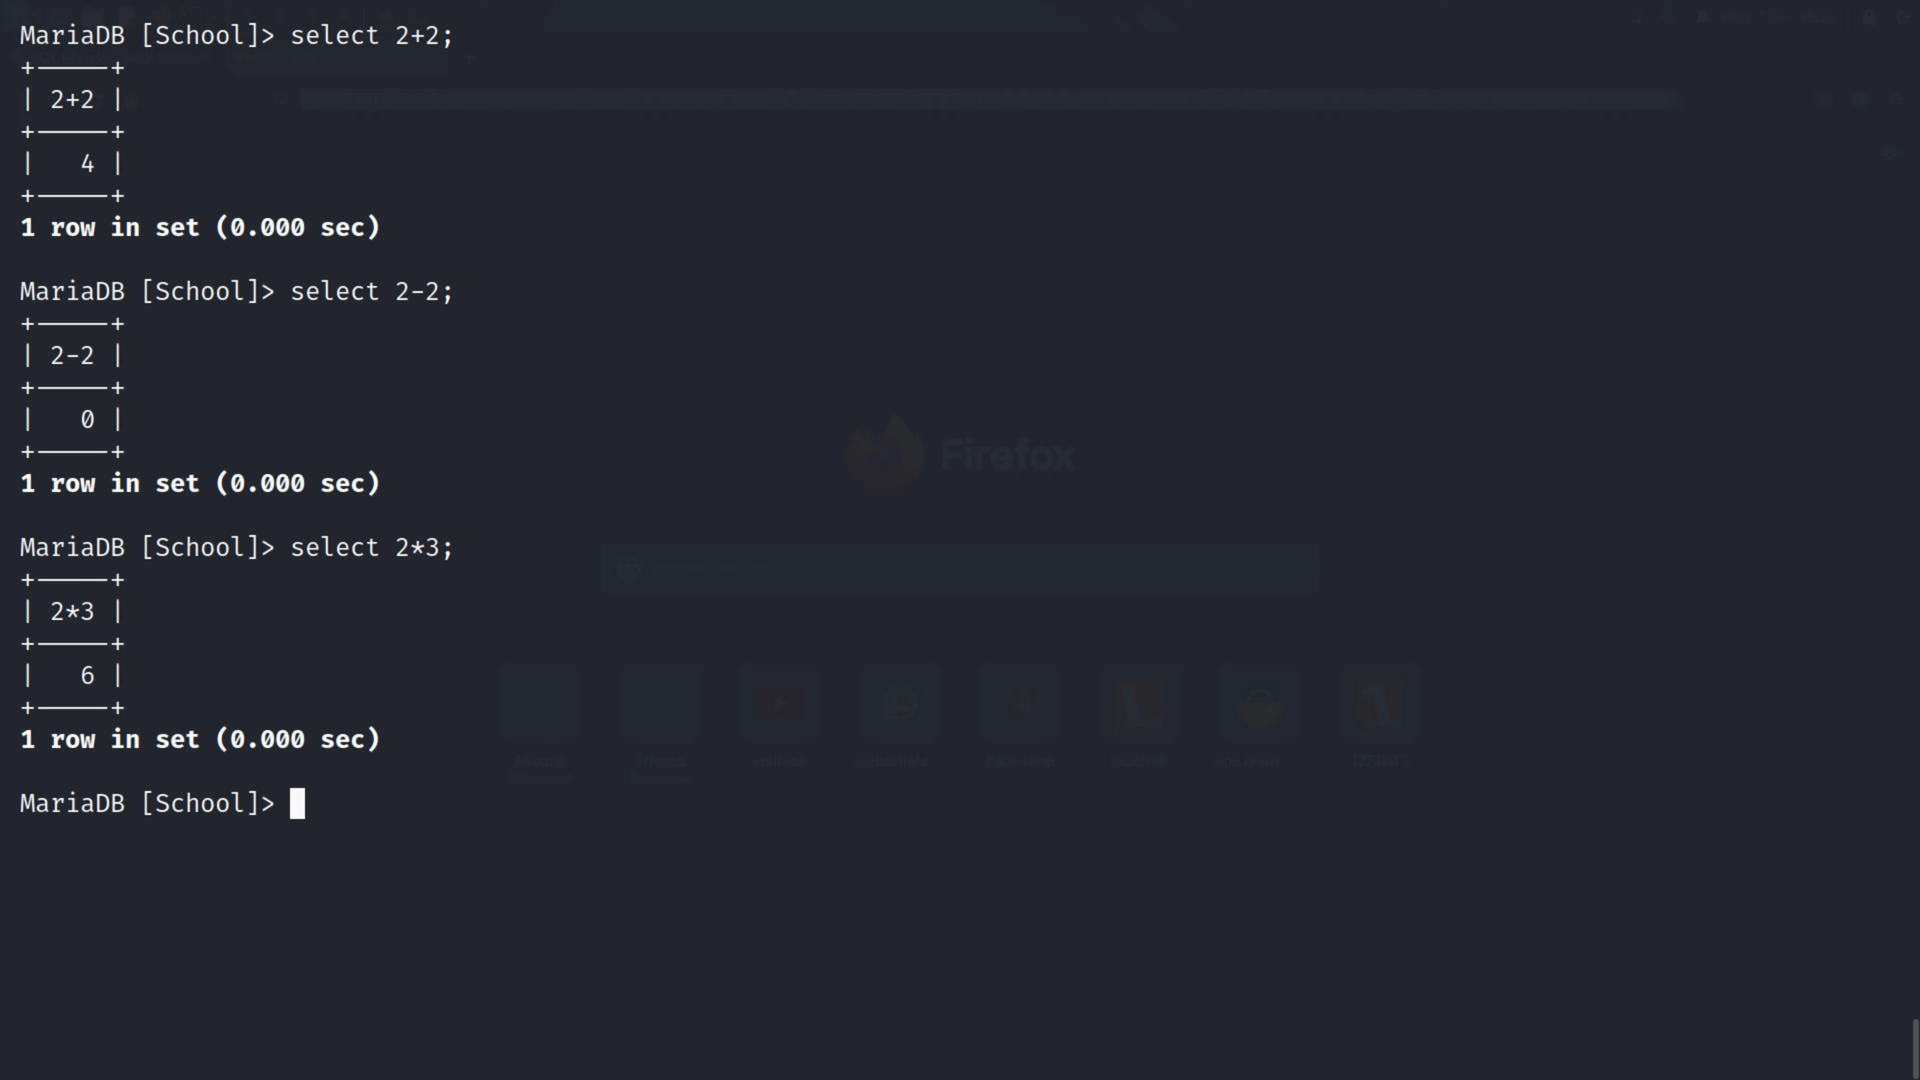 MariaDB [School]> select 2+2;
+-----+
| 2+2 |
+-----+
|   4 |
+-----+
1 row in set (0.000 sec)

MariaDB [School]> select 2-2;
+-----+
| 2-2 |
+-----+
|   0 |
+-----+
1 row in set (0.000 sec)

MariaDB [School]> select 2*3;
+-----+
| 2*3 |
+-----+
|   6 |
+-----+
1 row in set (0.000 sec)

MariaDB [School]>
Firefox